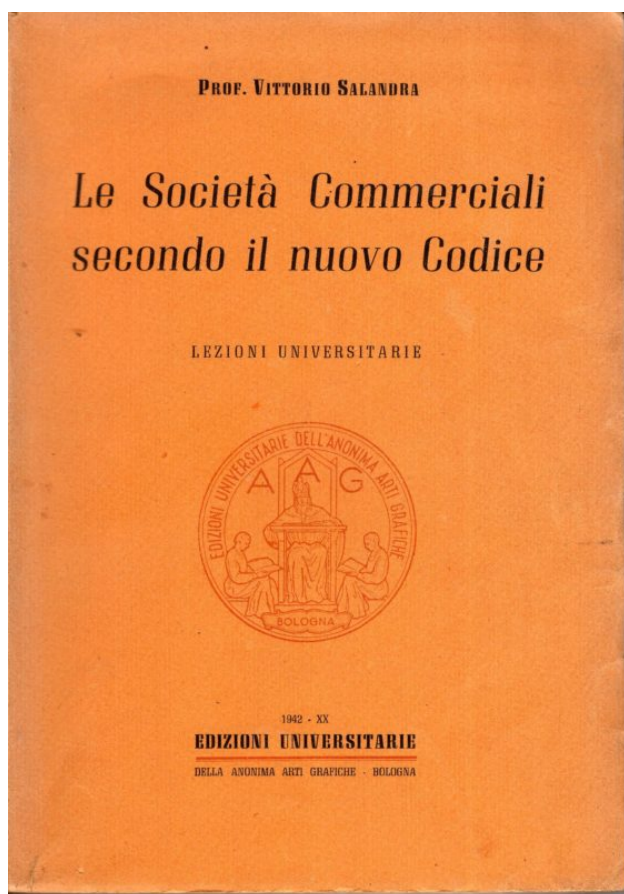 PROF. VITTORIO SALANDRA
Le Società Commerciali
secondo il nuovo Codice
LEZIONI UNIVERSITARIE
EDIZIONI UNIVERSITARIE DELL'ANONIMA ARTI GRAFICHE
A A G
BOLOGNA
1942 - XX
EDIZIONI UNIVERSITARIE
DELLA ANONIMA ARTI GRAFICHE - BOLOGNA